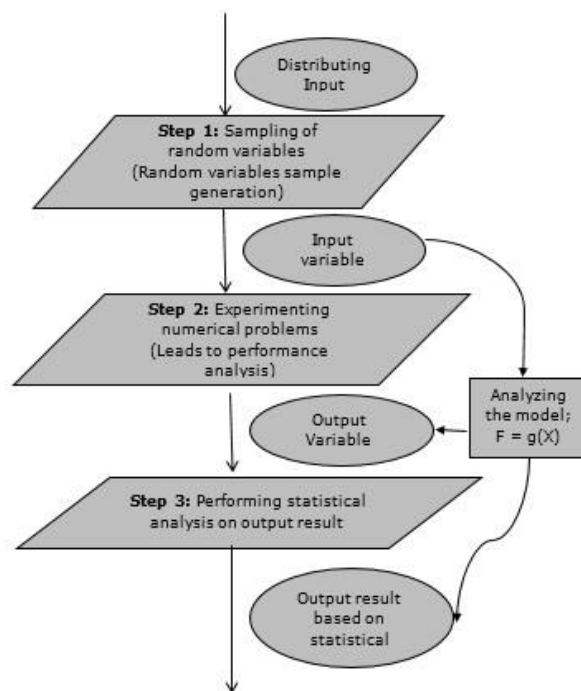 Distributing
Input
Step 1: Sampling of
random variables
(Random variables sample
generation)
Input
variable
Step 2: Experimenting
numerical problems
(Leads to performance
analysis)
Analyzing
the model;
F = g(X)
Output
Variable
Step 3: Performing statistical
analysis on output result
Output result
based on
statistical